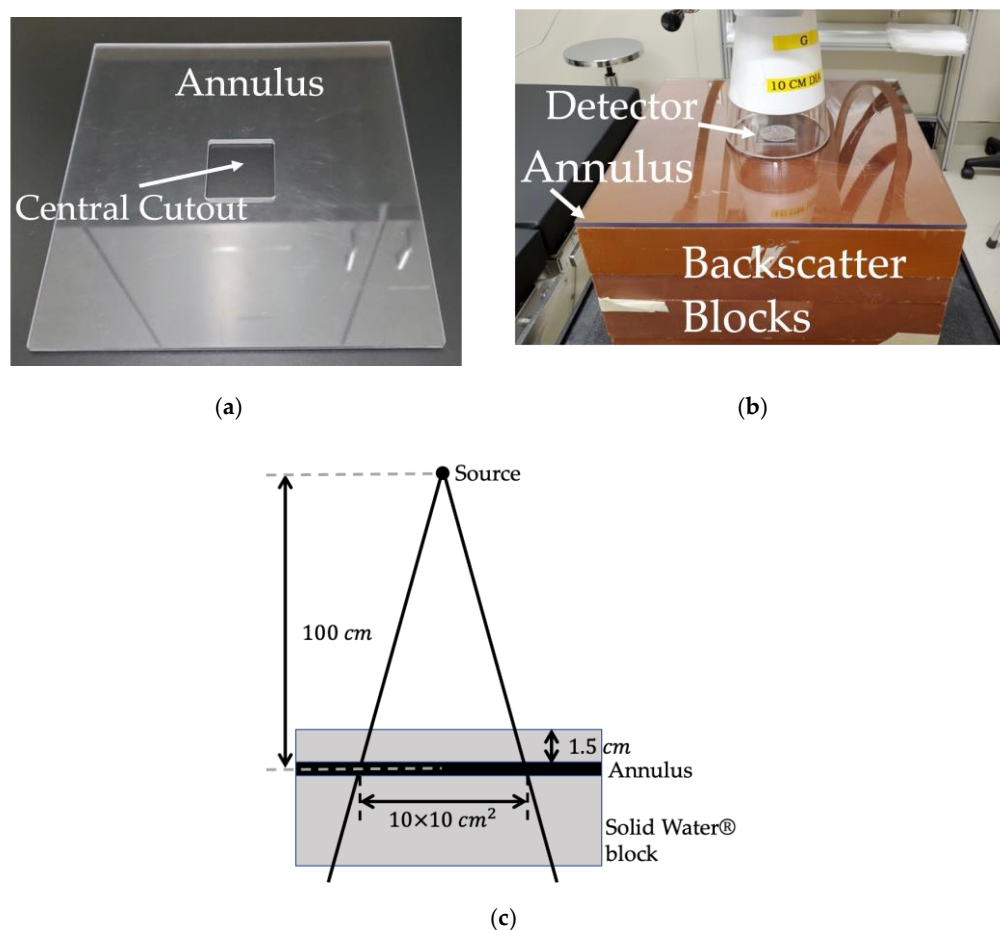 Annulus
Central Cutout
(a)
G
10 CM DIA
Detector
Annulus
Backscatter
Blocks
(b)
Source
100 cm
1.5 cm
Annulus
10×10 cm²
Solid Water®
block
(c)